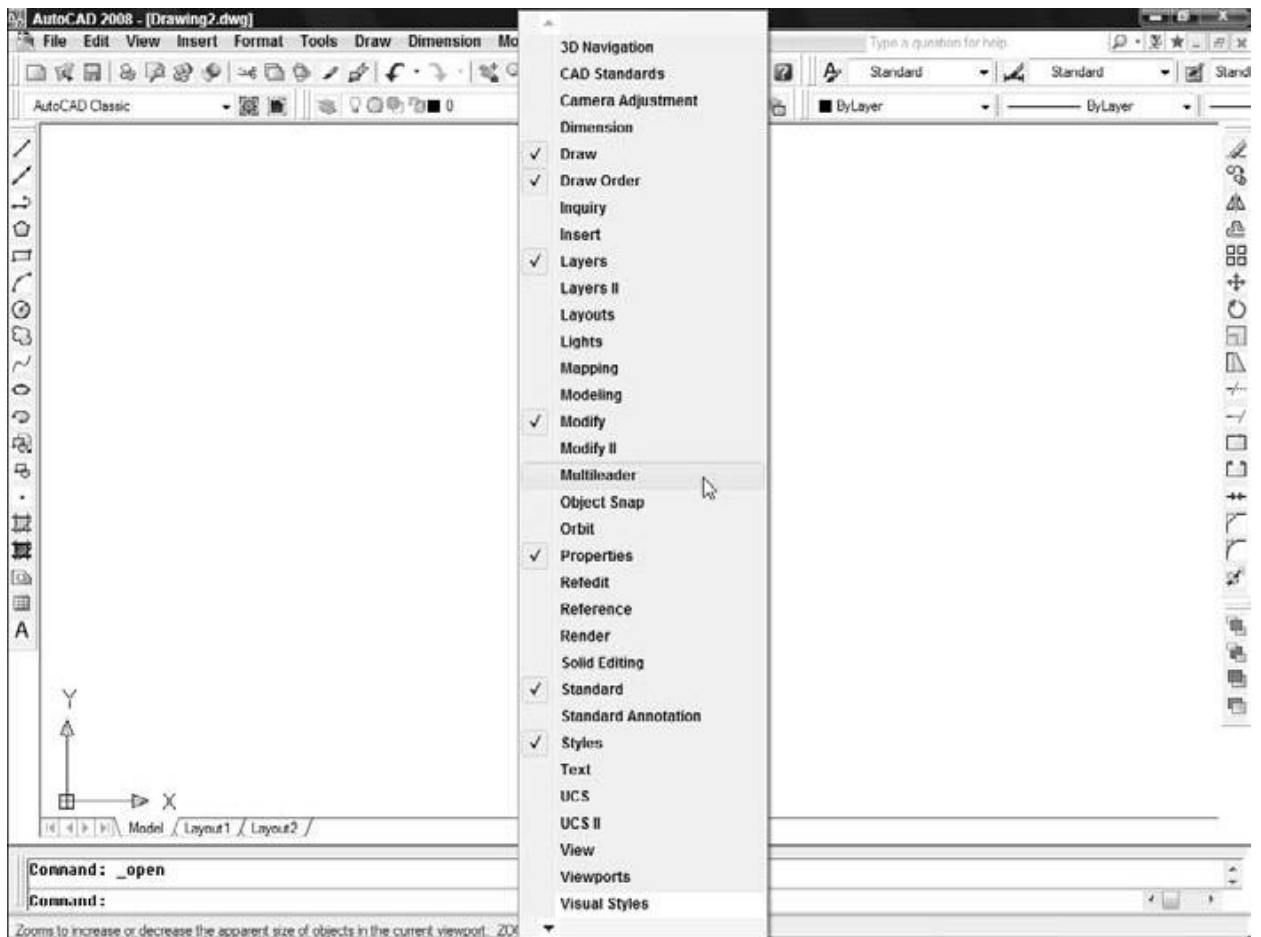 AutoCAD 2008 - [Drawing2.dwg]
File Edit View Insert Format Tools Draw Dimension Mo
Type a question for help
Standard Standard Stand
AutoCAD Classic 0 ByLayer ByLayer
3D Navigation
CAD Standards
Camera Adjustment
Dimension
Draw
Draw Order
Inquiry
Insert
Layers
Layers II
Layouts
Lights
Mapping
Modeling
Modify
Modify II
Multileader
Object Snap
Orbit
Properties
Refedit
Reference
Render
Solid Editing
Standard
Standard Annotation
Styles
Text
UCS
UCS II
View
Viewports
Visual Styles
A
Y
X
Model Layout1 Layout2
Command: _open
Command:
Zooms to increase or decrease the apparent size of objects in the current viewport: ZO